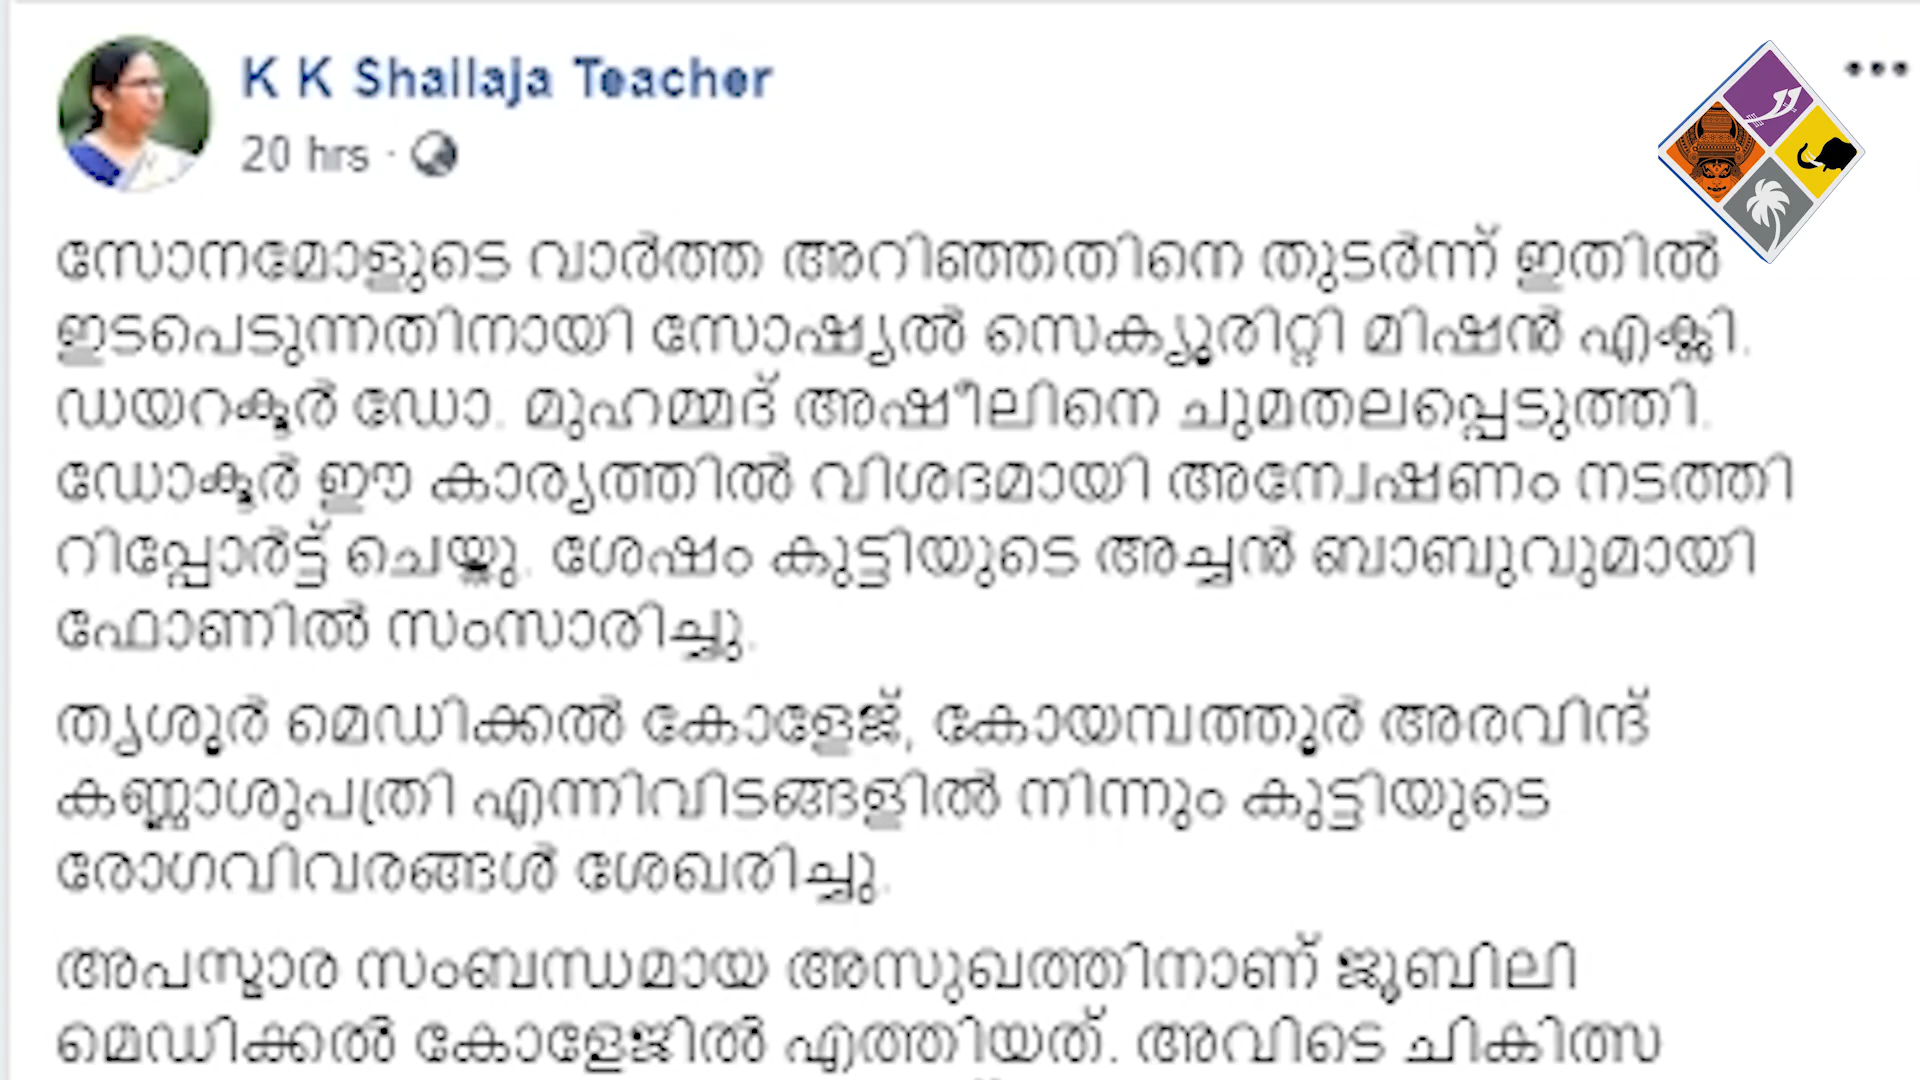 K K Shailaja Teacher
20 hrs ·
സോനമോളുടെ വാർത്ത അറിഞ്ഞതിനെ തുടർന്ന് ഇതിൽ
ഇടപെടുന്നതിനായി സോഷ്യൽ സെക്യൂരിറ്റി മിഷൻ എക്സി.
ഡയറക്ടർ ഡോ. മുഹമ്മദ് അഷീലിനെ ചുമതലപ്പെടുത്തി.
ഡോക്ടർ ഈ കാര്യത്തിൽ വിശദമായി അന്വേഷണം നടത്തി
റിപ്പോർട്ട് ചെയ്തു. ശേഷം കുട്ടിയുടെ അച്ചൻ ബാബുവുമായി
ഫോണിൽ സംസാരിച്ചു.
തൃശൂർ മെഡിക്കൽ കോളേജ്, കോയമ്പത്തൂർ അരവിന്ദ്
കണ്ണാശുപത്രി എന്നിവിടങ്ങളിൽ നിന്നും കുട്ടിയുടെ
രോഗവിവരങ്ങൾ ശേഖരിച്ചു.
അപസ്മാര സംബന്ധമായ അസുഖത്തിനാണ് ജൂബിലി
മെഡിക്കൽ കോളേജിൽ എത്തിയത്. അവിടെ ചികിത്സ